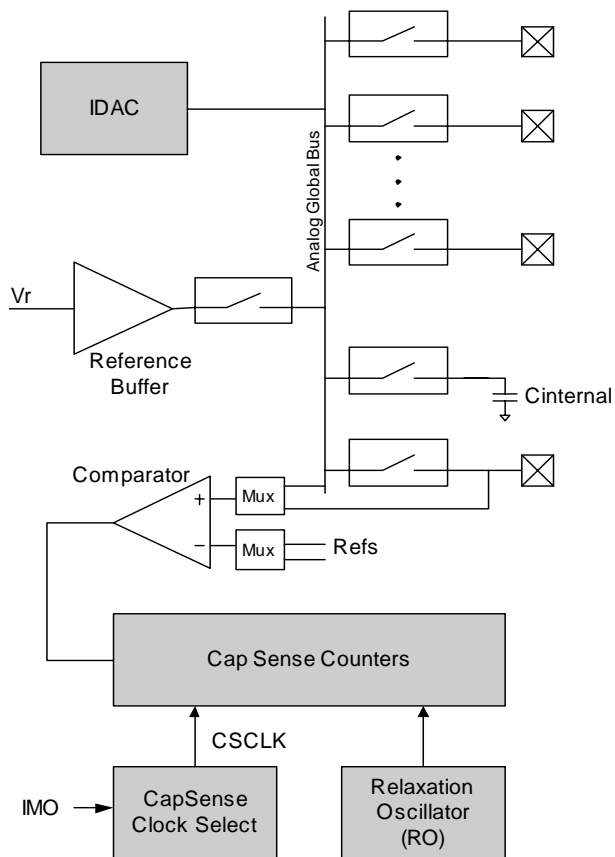 IDAC
Analog Global Bus
Vr
Reference
Buffer
Cinternal
Comparator
+
Mux
−
Mux
Refs
Cap Sense Counters
CSCLK
IMO
CapSense
Clock Select
Relaxation
Oscillator
(RO)